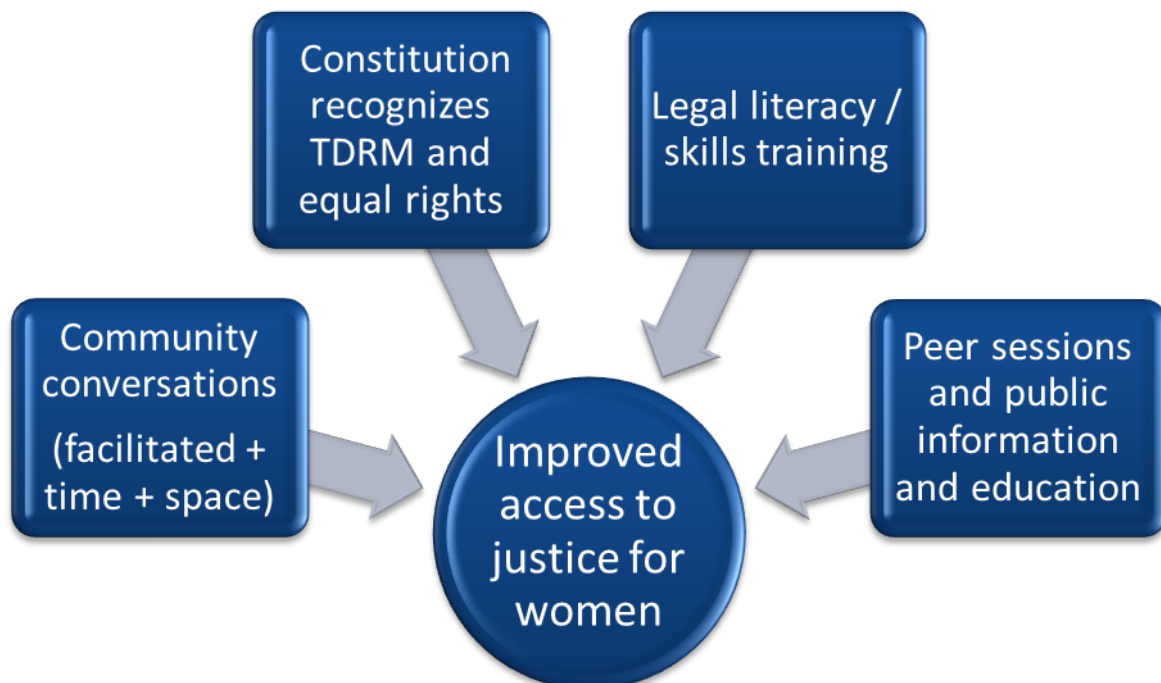 Constitution
recognizes
TDRM and
equal rights
Legal literacy /
skills training
Community
conversations
(facilitated +
time + space)
Peer sessions
and public
information
and education
Improved
access to
justice for
women